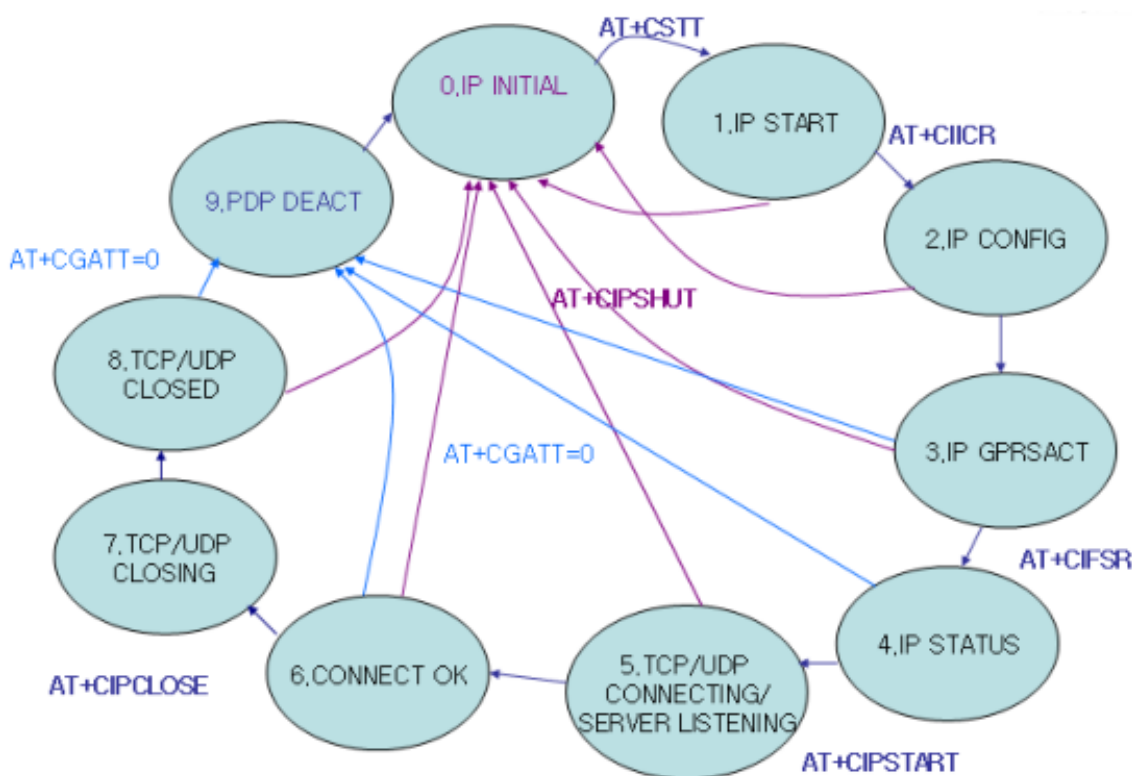 AT+CSTT
0,IP INITIAL
1,IP START
AT+CIICR
9,PDP DEACT
2,IP CONFIG
AT+CGATT=0
AT+CIPSHUT
8,TCP/UDP
CLOSED
3,IP GPRSACT
AT+CGATT=0
7,TCP/UDP
CLOSING
AT+CIFSR
4,IP STATUS
5,TCP/UDP
CONNECTING/
SERVER LISTENING
6,CONNECT OK
AT+CIPCLOSE
AT+CIPSTART